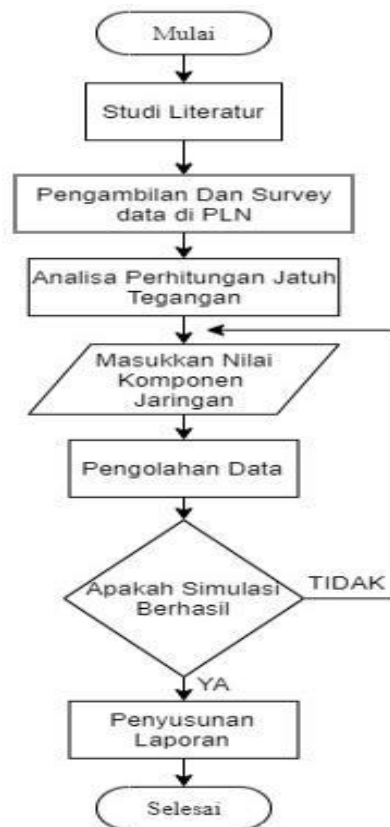 Mulai
Studi Literatur
Pengambilan Dan Survey
data di PLN
Analisa Perhitungan Jatuh
Tegangan
Masukkan Nilai
Komponen
Jaringan
Pengolahan Data
Apakah Simulasi
Berhasil
TIDAK
YA
Penyusunan
Laporan
Selesai